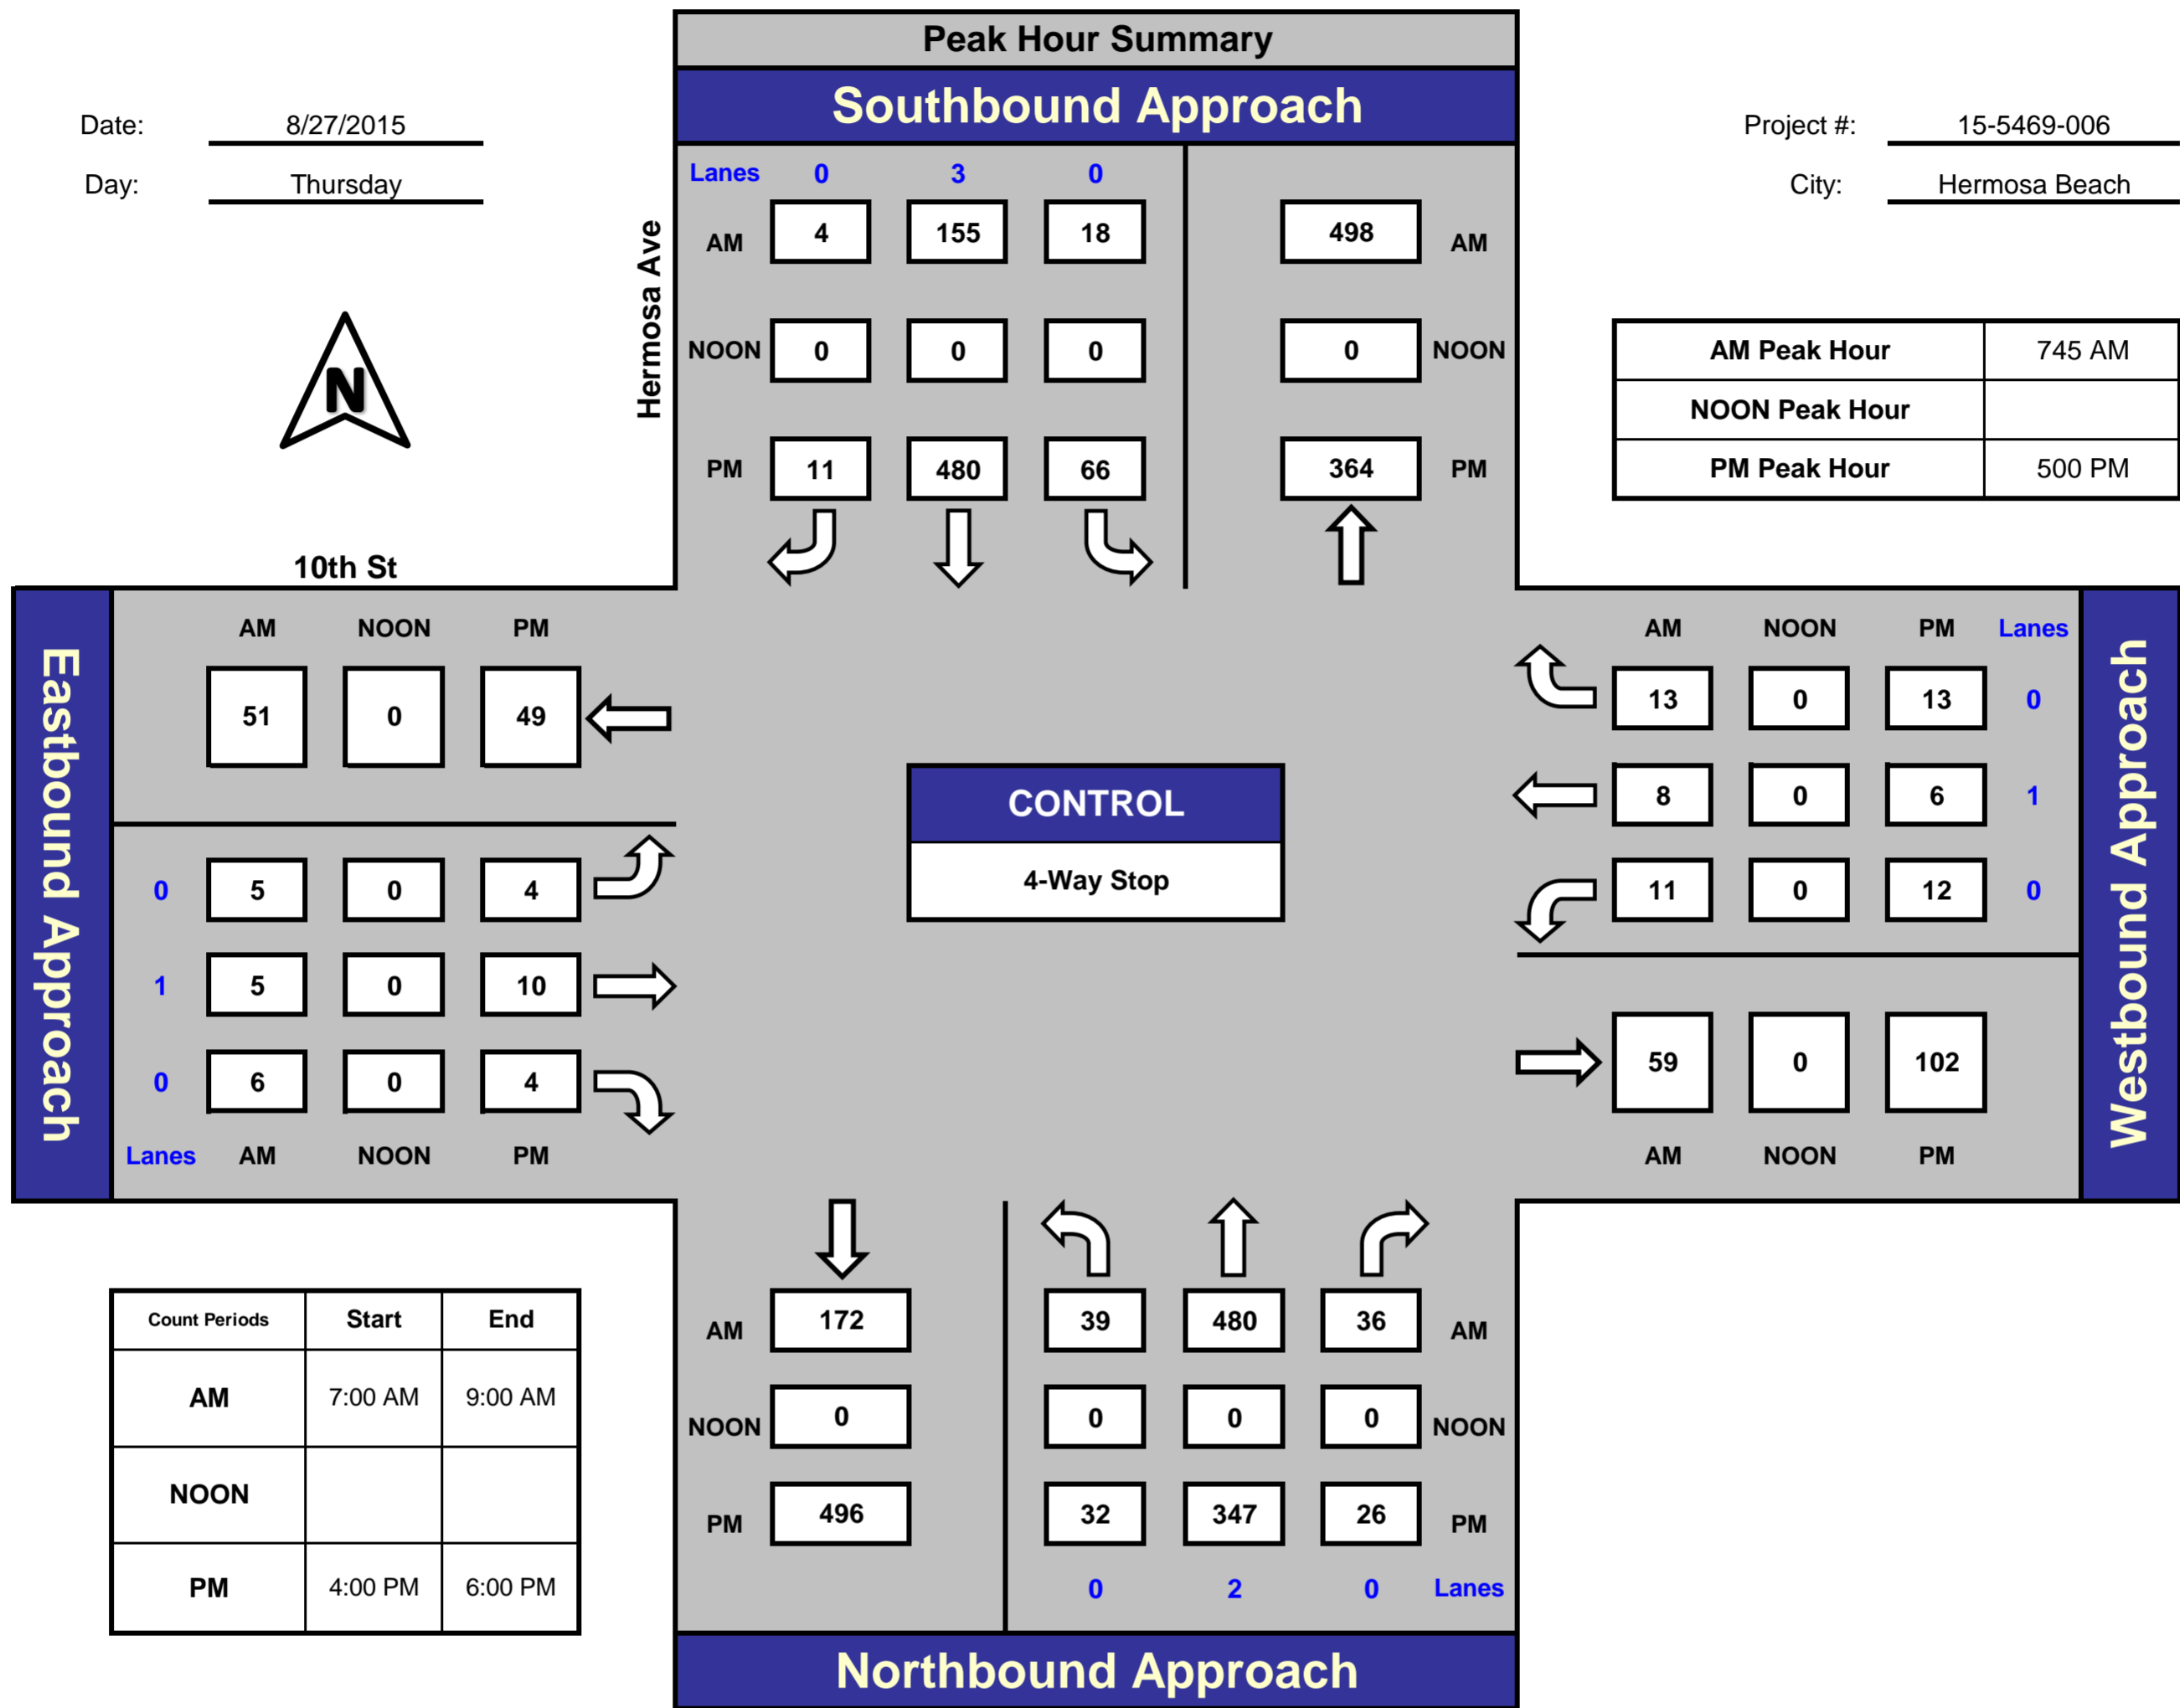 Peak Hour Summary
Southbound Approach
Date: 8/27/2015
Project #: 15-5469-006
Day: Thursday
City: Hermosa Beach
Hermosa Ave
Lanes 0 3 0
AM 4 155 18 498 AM
NOON 0 0 0 0 NOON
PM 11 480 66 364 PM
N
AM Peak Hour 745 AM
NOON Peak Hour
PM Peak Hour 500 PM
10th St
Eastbound Approach
AM NOON PM
51 0 49
0 5 0 4
1 5 0 10
0 6 0 4
Lanes AM NOON PM
CONTROL
4-Way Stop
AM NOON PM Lanes
13 0 13 0
8 0 6 1
11 0 12 0
59 0 102
AM NOON PM
Westbound Approach
Count Periods Start End
AM 7:00 AM 9:00 AM
NOON
PM 4:00 PM 6:00 PM
AM 172 39 480 36 AM
NOON 0 0 0 0 NOON
PM 496 32 347 26 PM
0 2 0 Lanes
Northbound Approach